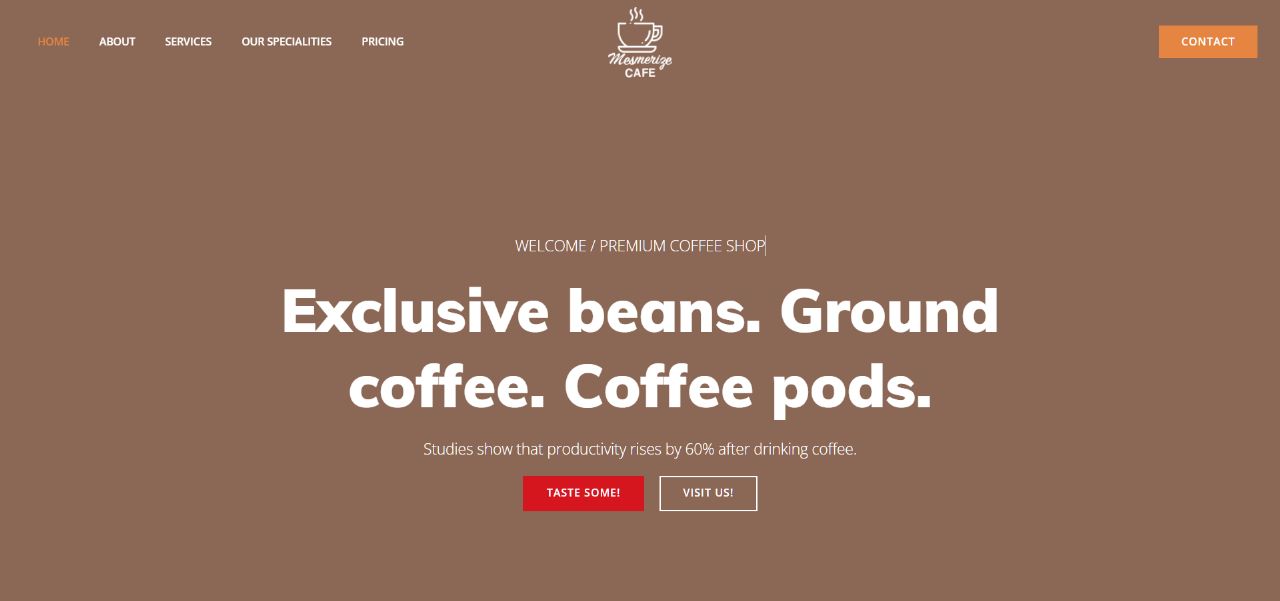 HOME ABOUT SERVICES OUR SPECIALITIES PRICING
Mesmerize
CAFE
CONTACT
WELCOME / PREMIUM COFFEE SHOP
Exclusive beans. Ground
coffee. Coffee pods.
Studies show that productivity rises by 60% after drinking coffee.
TASTE SOME! VISIT US!